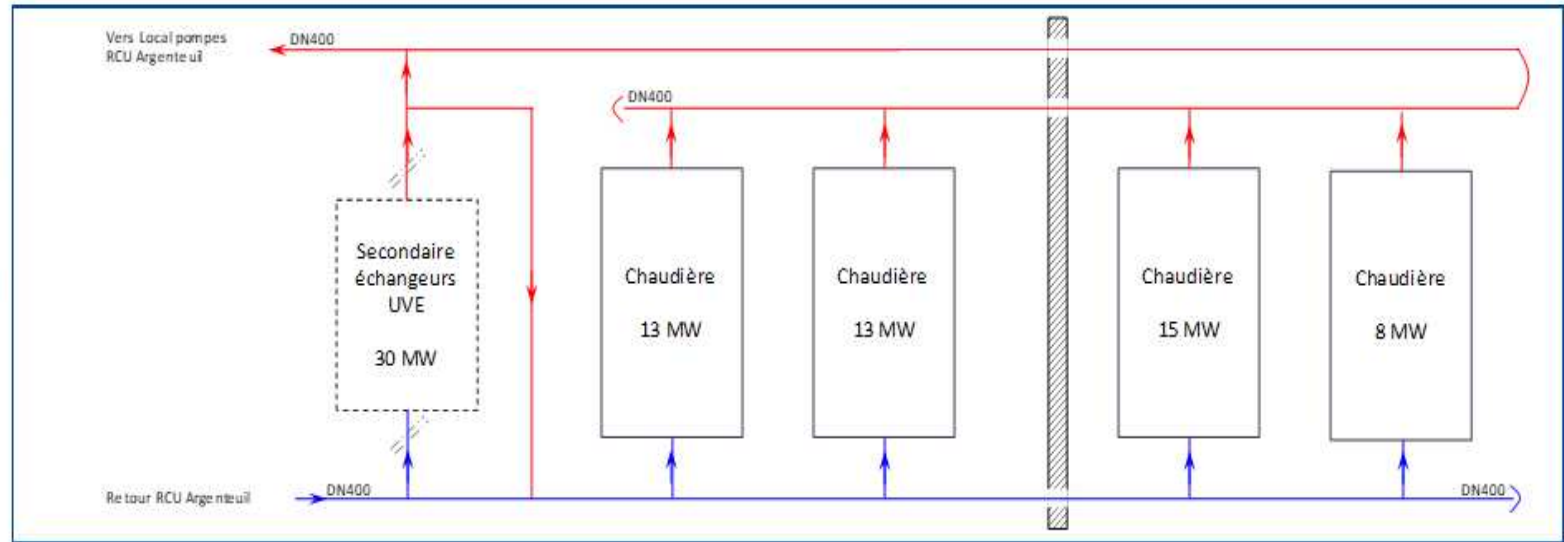 Vers Local pompes
RCU Argenteuil
DN400
DN400
Secondaire
échangeurs
UVE
30 MW
Chaudière
13 MW
Chaudière
13 MW
Chaudière
15 MW
Chaudière
8 MW
Retour RCU Argenteuil
DN400
DN400